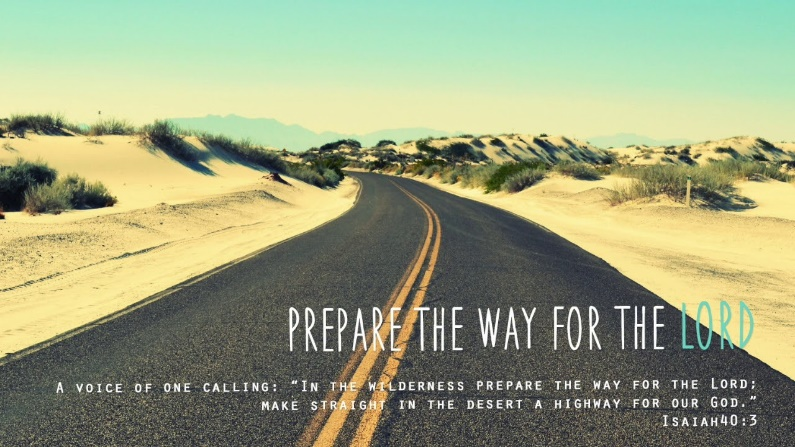 PREPARE THE WAY FOR THE LORD
A VOICE OF ONE CALLING: “IN THE WILDERNESS PREPARE THE WAY FOR THE LORD;
MAKE STRAIGHT IN THE DESERT A HIGHWAY FOR OUR GOD.”
ISAIAH40:3